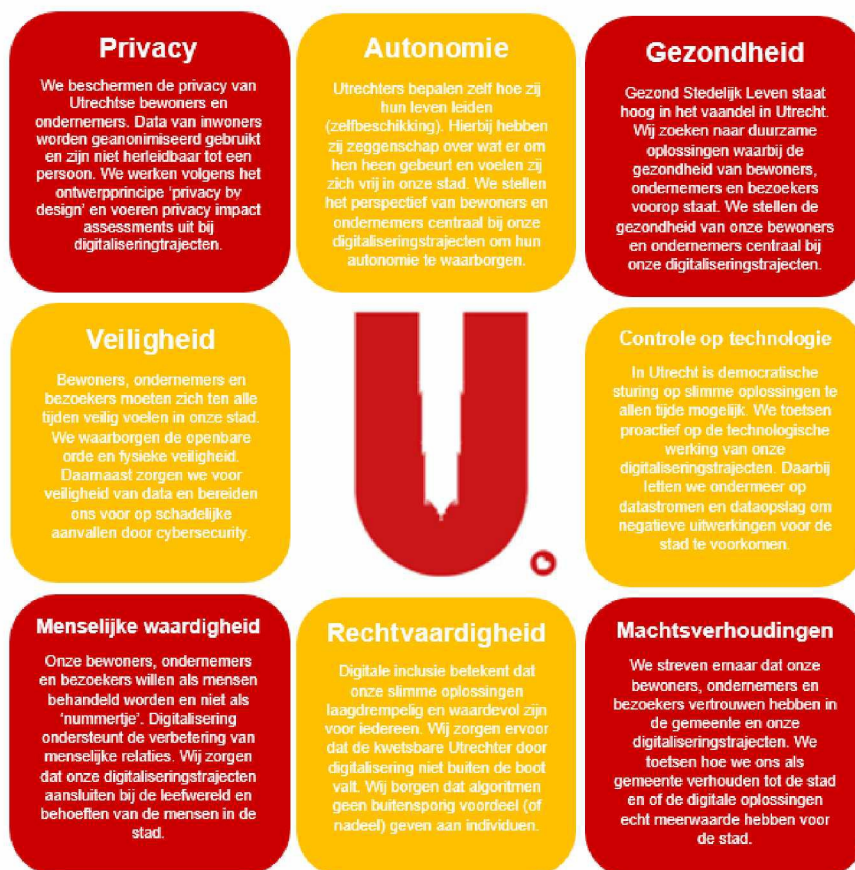 Privacy
We beschermen de privacy van
Utrechtse bewoners en
ondernemers. Data van inwoners
worden geanonimiseerd gebruikt
en zijn niet herleidbaar tot een
persoon. We werken volgens het
ontwerpprincipe ‘privacy by
design’ en voeren privacy impact
assessments uit bij
digitaliseringtrajecten.
Autonomie
Utrechters bepalen zelf hoe zij
hun leven leiden
(zelfbeschikking). Hierbij hebben
zij zeggenschap over wat er om
hen heen gebeurt en voelen zij
zich vrij in onze stad. We stellen
het perspectief van bewoners en
ondernemers centraal bij onze
digitaliseringstrajecten om hun
autonomie te waarborgen.
Gezondheid
Gezond Stedelijk Leven staat
hoog in het vaandel in Utrecht.
Wij zoeken naar duurzame
oplossingen waarbij de
gezondheid van bewoners,
ondernemers en bezoekers
voorop staat. We stellen de
gezondheid van onze bewoners
en ondernemers centraal bij
onze digitaliseringstrajecten.
Veiligheid
Bewoners, ondernemers en
bezoekers moeten zich ten alle
tijden veilig voelen in onze stad.
We waarborgen de openbare
orde en fysieke veiligheid.
Daarnaast zorgen we voor
veiligheid van data en bereiden
ons voor op schadelijke
aanvallen door cybersecurity.
U.
Controle op technologie
In Utrecht is democratische
sturing op slimme oplossingen te
allen tijde mogelijk. We toetsen
proactief op de technologische
werking van onze
digitaliseringstrajecten. Daarbij
letten we ondermeer op
datastromen en dataopslag om
negatieve uitwerkingen voor de
stad te voorkomen.
Menselijke waardigheid
Onze bewoners, ondernemers
en bezoekers willen als mensen
behandeld worden en niet als
‘nummertje’. Digitalisering
ondersteunt de verbetering van
menselijke relaties. Wij zorgen
dat onze digitaliseringstrajecten
aansluiten bij de leefwereld en
behoeften van de mensen in de
stad.
Rechtvaardigheid
Digitale inclusie betekent dat
onze slimme oplossingen
laagdrempelig en waardevol zijn
voor iedereen. Wij zorgen ervoor
dat de kwetsbare Utrechter door
digitalisering niet buiten de boot
valt. Wij borgen dat algoritmen
geen buitensporig voordeel (of
nadeel) geven aan individuen.
Machtsverhoudingen
We streven ernaar dat onze
bewoners, ondernemers en
bezoekers vertrouwen hebben in
de gemeente en onze
digitaliseringstrajecten. We
toetsen hoe we ons als
gemeente verhouden tot de stad
en of de digitale oplossingen
echt meerwaarde hebben voor
de stad.